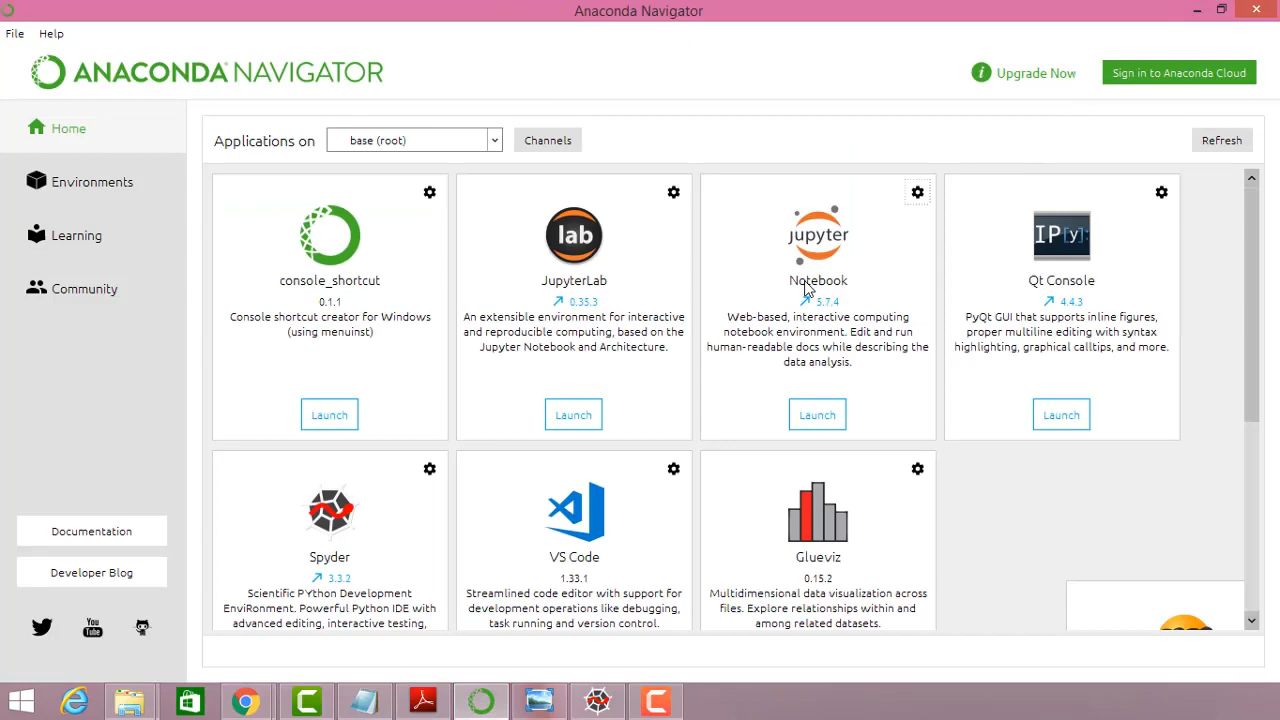 Anaconda Navigator
File Help
ANACONDA NAVIGATOR
Upgrade Now
Sign in to Anaconda Cloud
Home
Environments
Learning
Community
Documentation
Developer Blog
You
Tube
Applications on
base (root)
Channels
Refresh
console_shortcut
0.1.1
Console shortcut creator for Windows
(using menuinst)
Launch
lab
JupyterLab
0.35.3
An extensible environment for interactive
and reproducible computing, based on the
Jupyter Notebook and Architecture.
Launch
jupyter
Notebook
5.7.4
Web-based, interactive computing
notebook environment. Edit and run
human-readable docs while describing the
data analysis.
Launch
IP[y]:
Qt Console
4.4.3
PyQt GUI that supports inline figures,
proper multiline editing with syntax
highlighting, graphical calltips, and more.
Launch
Spyder
3.3.2
Scientific PYthon Development
EnviRonment. Powerful Python IDE with
advanced editing, interactive testing,
VS Code
1.33.1
Streamlined code editor with support for
development operations like debugging,
task running and version control.
Glueviz
0.15.2
Multidimensional data visualization across
files. Explore relationships within and
among related datasets.